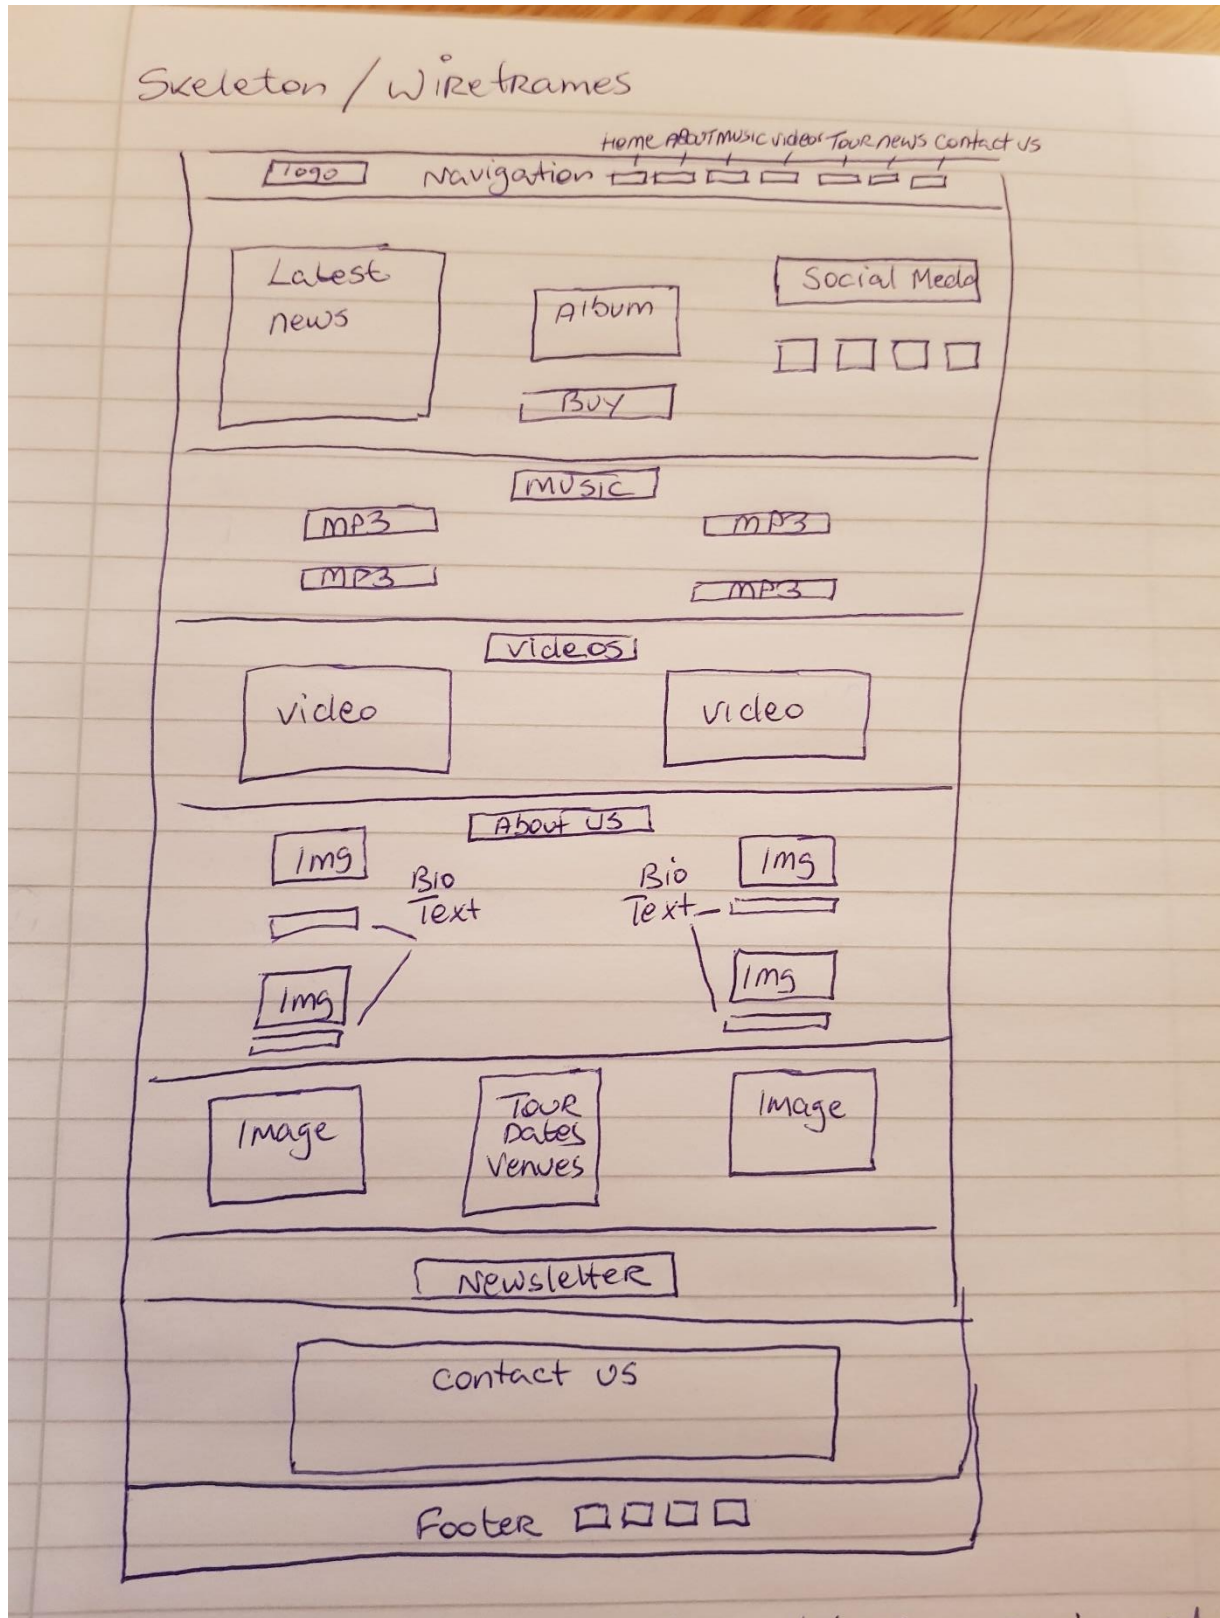 Skeleton / Wireframes
Home About Music Videos Tour news Contact us
logo Navigation
Latest
news
Album
Buy
Social Meda
Music
MP3 MP3
MP3 MP3
Videos
video video
About us
Img Img
Bio
Text
Bio
Text
Img Img
Image
Tour
Dates
Venues
Image
Newsletter
Contact us
Footer